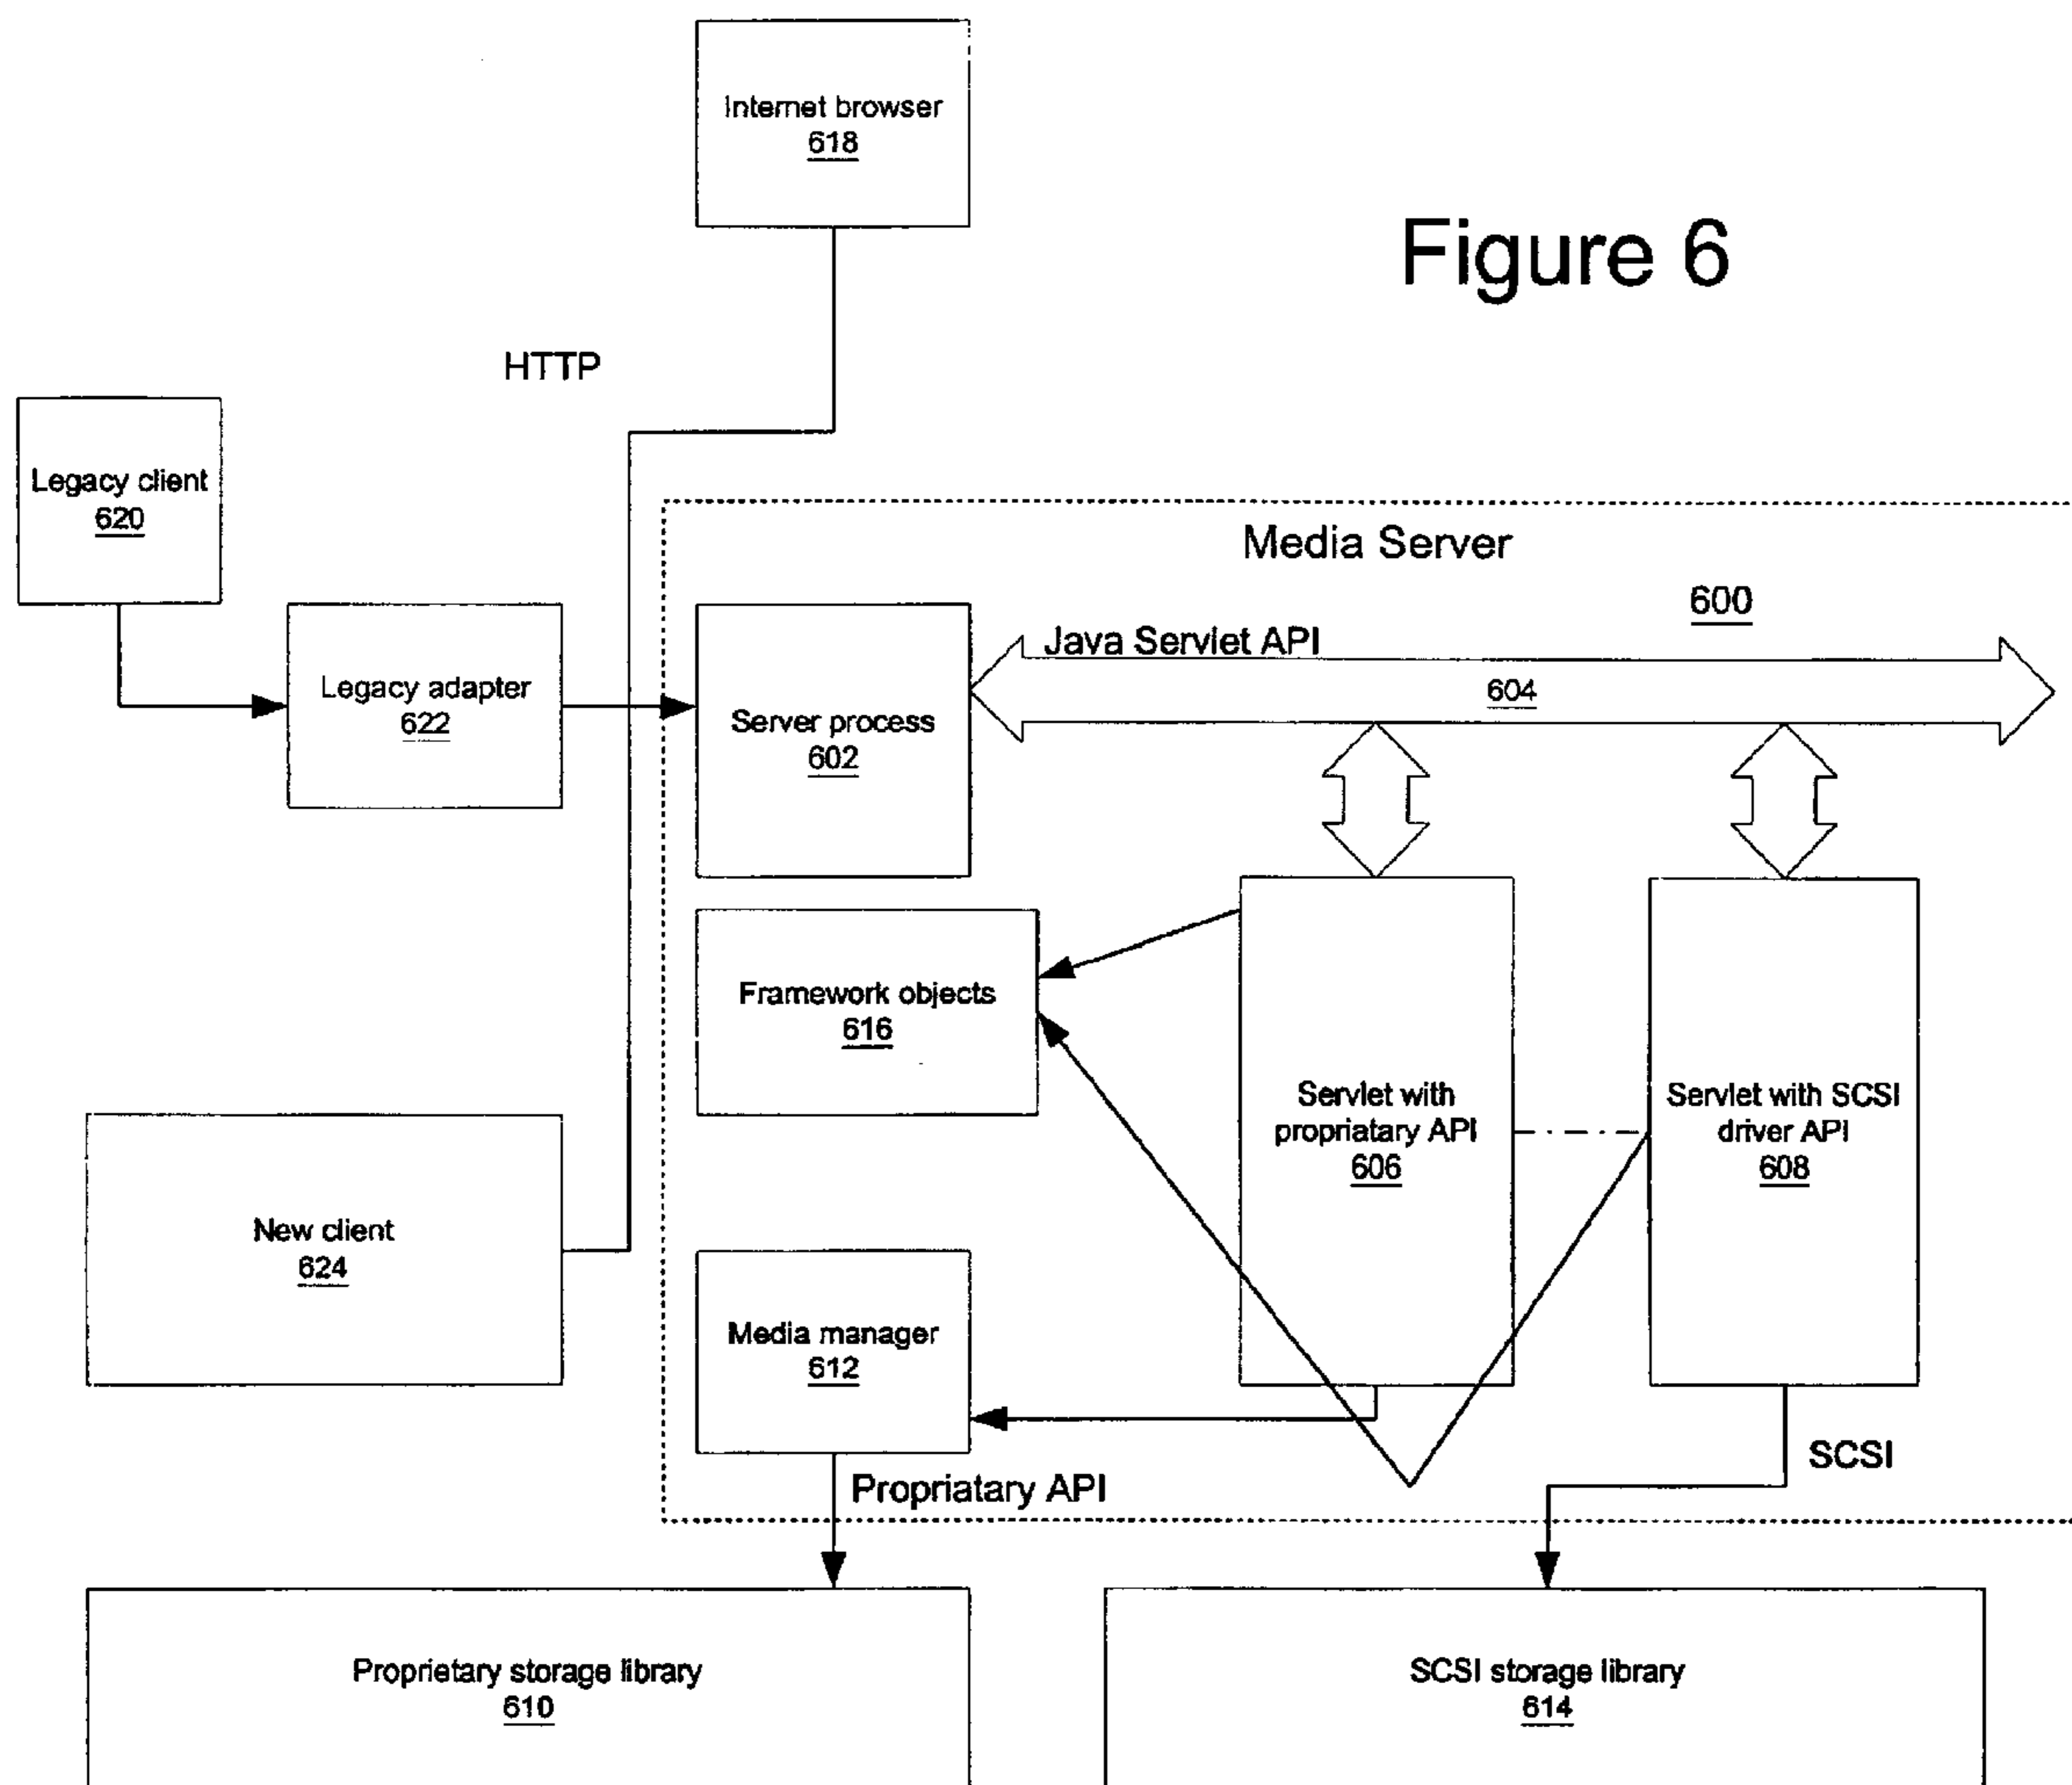 Internet browser
618
Figure 6
HTTP
Legacy client
620
Media Server
600
Java Servlet API
604
Legacy adapter
622
Server process
602
Framework objects
616
Servlet with
propriatary API
606
Servlet with SCSI
driver API
608
New client
624
Media manager
612
SCSI
Propriatary API
Proprietary storage library
610
SCSI storage library
614